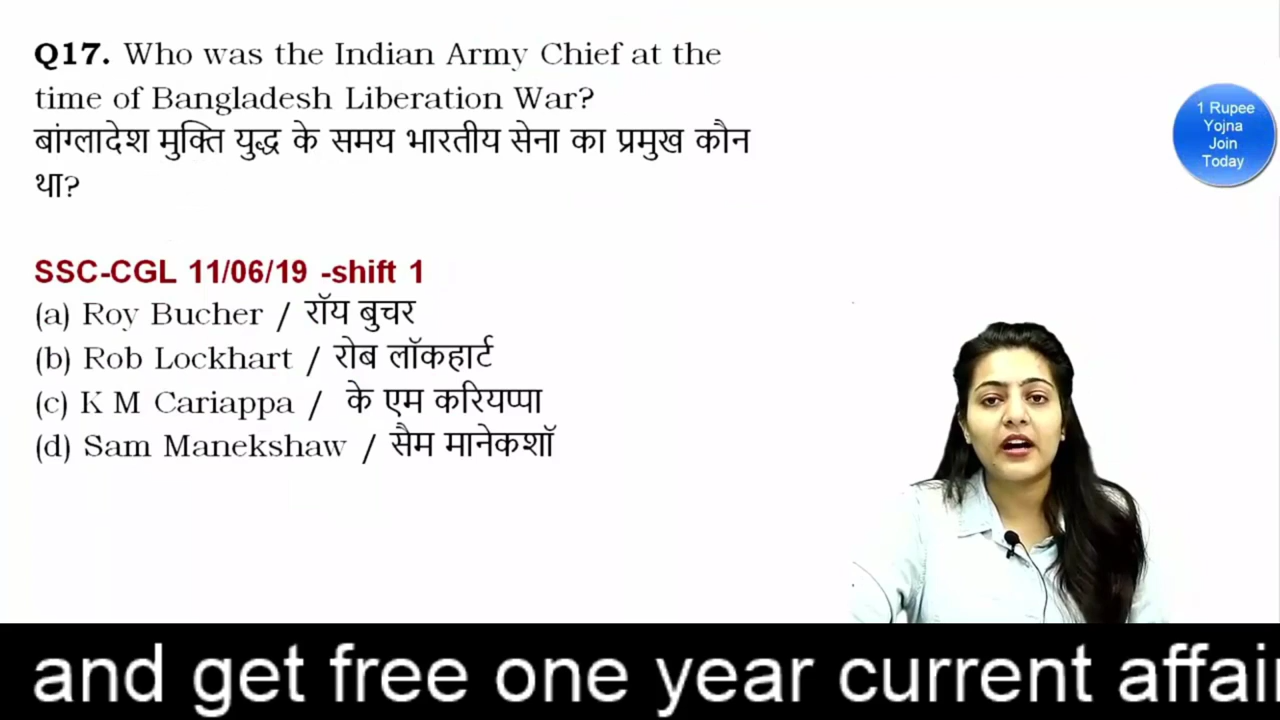 Q17. Who was the Indian Army Chief at the
time of Bangladesh Liberation War?
बांग्लादेश मुक्ति युद्ध के समय भारतीय सेना का प्रमुख कौन
था?
SSC-CGL 11/06/19 -shift 1
(a) Roy Bucher / रॉय बुचर
(b) Rob Lockhart / रोब लॉकहार्ट
(c) K M Cariappa / के एम करियप्पा
(d) Sam Manekshaw / सैम मानेकशॉ
1 Rupee
Yojna
Join
Today
and get free one year current affair